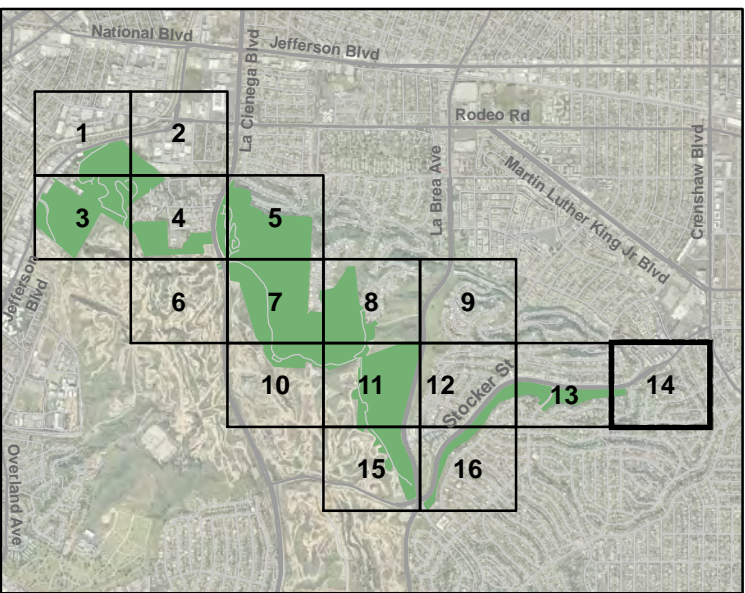 National Blvd
Jefferson Blvd
La Cienega Blvd
Rodeo Rd
La Brea Ave
Martin Luther King Jr Blvd
Crenshaw Blvd
1
2
3
4
5
Jefferson
Blvd
6
7
8
9
10
11
12
Stocker St
13
14
15
16
Overland Ave